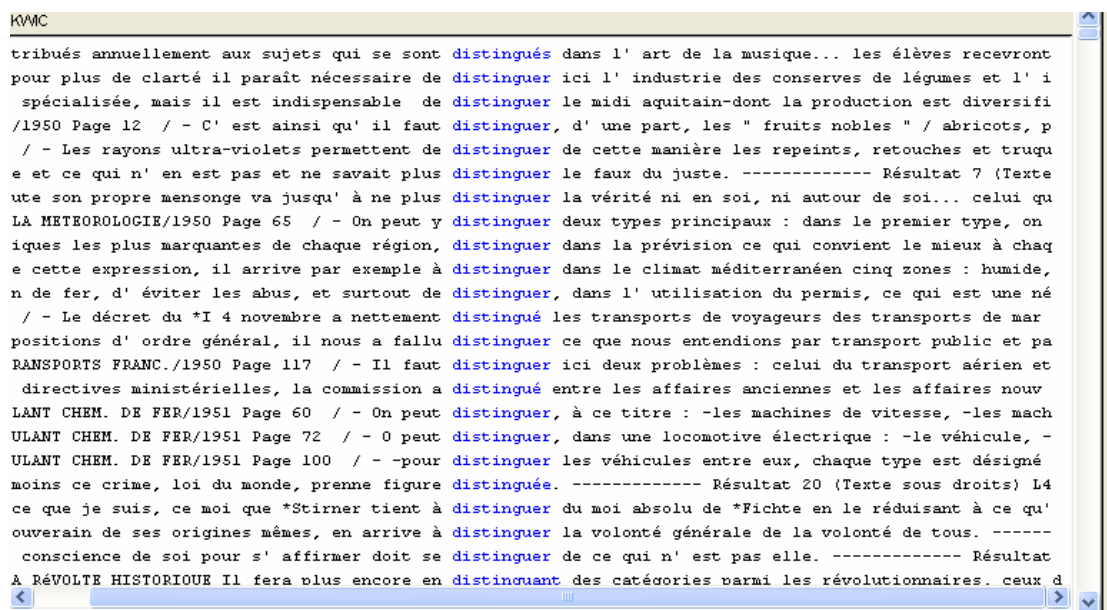 KWIC
tribués annuellement aux sujets qui se sont distingués dans l' art de la musique... les élèves recevront
pour plus de clarté il paraît nécessaire de distinguer ici l' industrie des conserves de légumes et l' i
spécialisée, mais il est indispensable de distinguer le midi aquitain-dont la production est diversifi
/1950 Page 12 / - C' est ainsi qu' il faut distinguer, d' une part, les " fruits nobles " / abricots, p
/ - Les rayons ultra-violets permettent de distinguer de cette manière les repeints, retouches et truqu
e et ce qui n' en est pas et ne savait plus distinguer le faux du juste. ------------- Résultat 7 (Texte
ute son propre mensonge va jusqu' à ne plus distinguer la vérité ni en soi, ni autour de soi... celui qu
LA METEOROLOGIE/1950 Page 65 / - On peut y distinguer deux types principaux : dans le premier type, on
iques les plus marquantes de chaque région, distinguer dans la prévision ce qui convient le mieux à chaq
e cette expression, il arrive par exemple à distinguer dans le climat méditerranéen cinq zones : humide,
n de fer, d' éviter les abus, et surtout de distinguer, dans l' utilisation du permis, ce qui est une né
/ - Le décret du *I 4 novembre a nettement distingué les transports de voyageurs des transports de mar
positions d' ordre général, il nous a fallu distinguer ce que nous entendions par transport public et pa
RANSPORTS FRANC./1950 Page 117 / - Il faut distinguer ici deux problèmes : celui du transport aérien et
directives ministérielles, la commission a distingué entre les affaires anciennes et les affaires nouv
LANT CHEM. DE FER/1951 Page 60 / - On peut distinguer, à ce titre : -les machines de vitesse, -les mach
ULANT CHEM. DE FER/1951 Page 72 / - O peut distinguer, dans une locomotive électrique : -le véhicule, -
ULANT CHEM. DE FER/1951 Page 100 / - -pour distinguer les véhicules entre eux, chaque type est désigné
moins ce crime, loi du monde, prenne figure distinguée. ------------- Résultat 20 (Texte sous droits) L4
ce que je suis, ce moi que *Stirner tient à distinguer du moi absolu de *Fichte en le réduisant à ce qu'
ouverain de ses origines mêmes, en arrive à distinguer la volonté générale de la volonté de tous. ------
conscience de soi pour s' affirmer doit se distinguer de ce qui n' est pas elle. ------------- Résultat
A RéVOLTE HISTORIQUE Il fera plus encore en distinguant des catégories parmi les révolutionnaires. ceux d